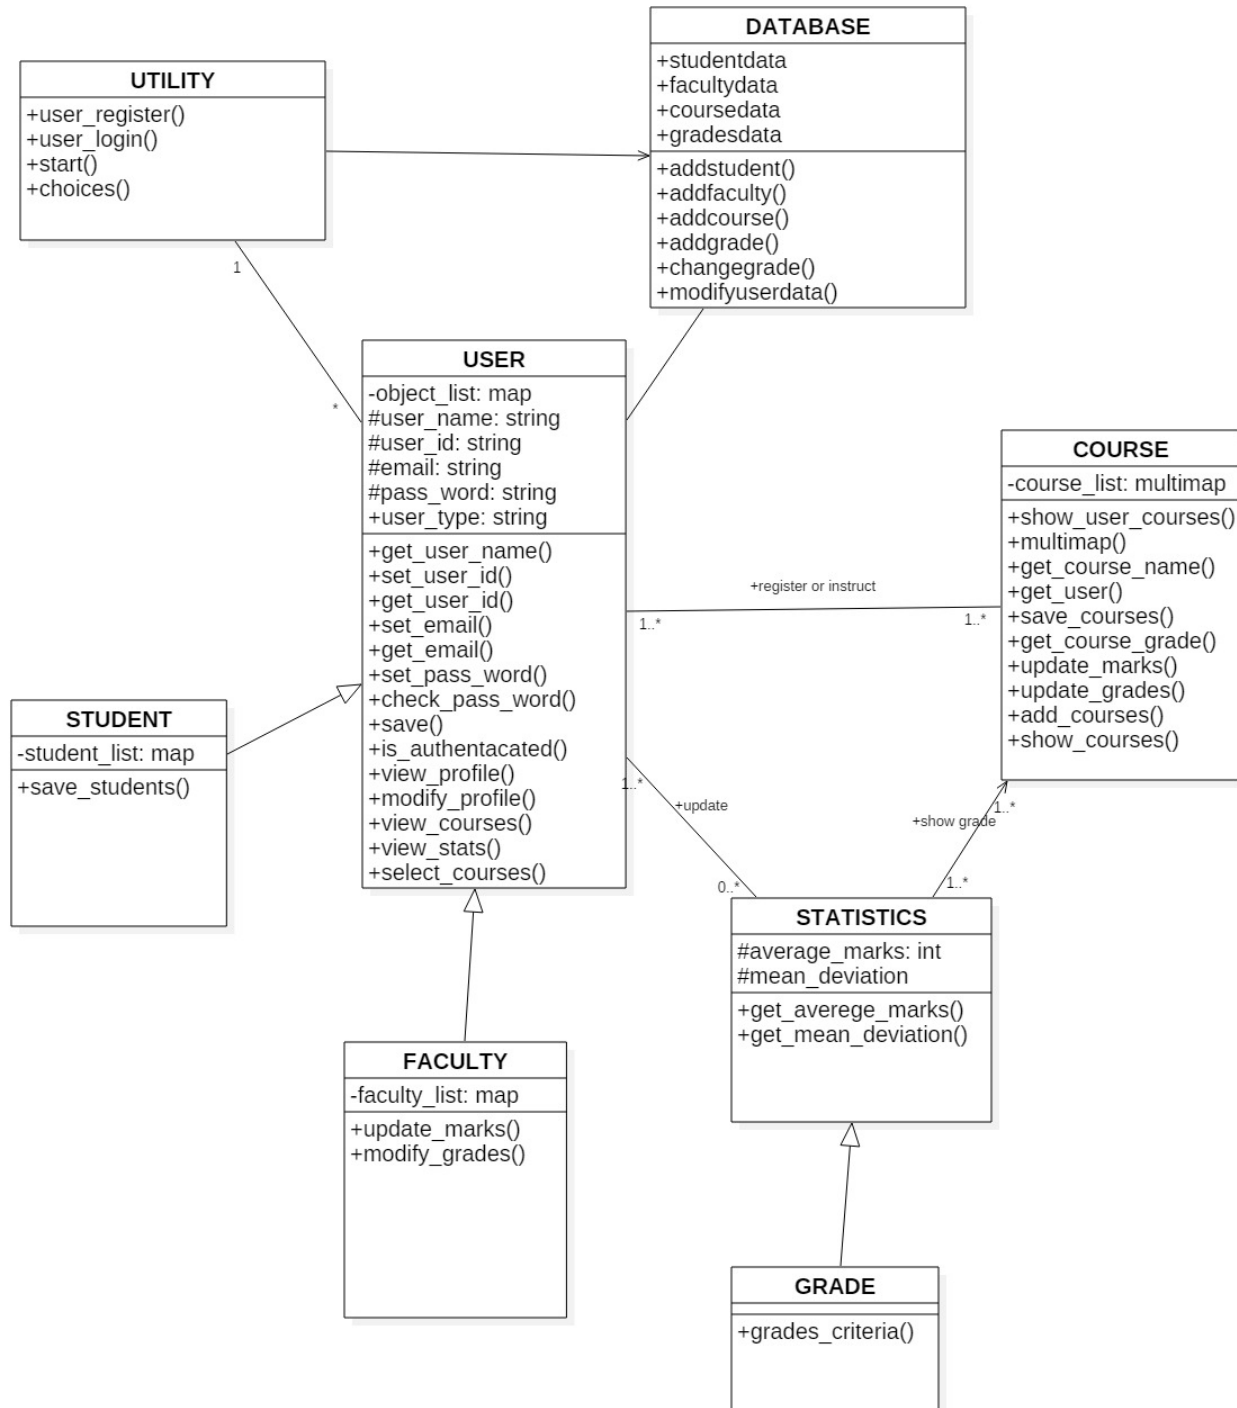 DATABASE
+studentdata
+facultydata
+coursedata
+gradesdata
+addstudent()
+addfaculty()
+addcourse()
+addgrade()
+changegrade()
+modifyuserdata()
UTILITY
+user_register()
+user_login()
+start()
+choices()
1
*
USER
-object_list: map
#user_name: string
#user_id: string
#email: string
#pass_word: string
+user_type: string
+get_user_name()
+set_user_id()
+get_user_id()
+set_email()
+get_email()
+set_pass_word()
+check_pass_word()
+save()
+is_authentacated()
+view_profile()
+modify_profile()
+view_courses()
+view_stats()
+select_courses()
+register or instruct
1..*
1..*
COURSE
-course_list: multimap
+show_user_courses()
+multimap()
+get_course_name()
+get_user()
+save_courses()
+get_course_grade()
+update_marks()
+update_grades()
+add_courses()
+show_courses()
STUDENT
-student_list: map
+save_students()
1..*
+update
0..*
+show grade
1..*
1..*
STATISTICS
#average_marks: int
#mean_deviation
+get_averege_marks()
+get_mean_deviation()
FACULTY
-faculty_list: map
+update_marks()
+modify_grades()
GRADE
+grades_criteria()